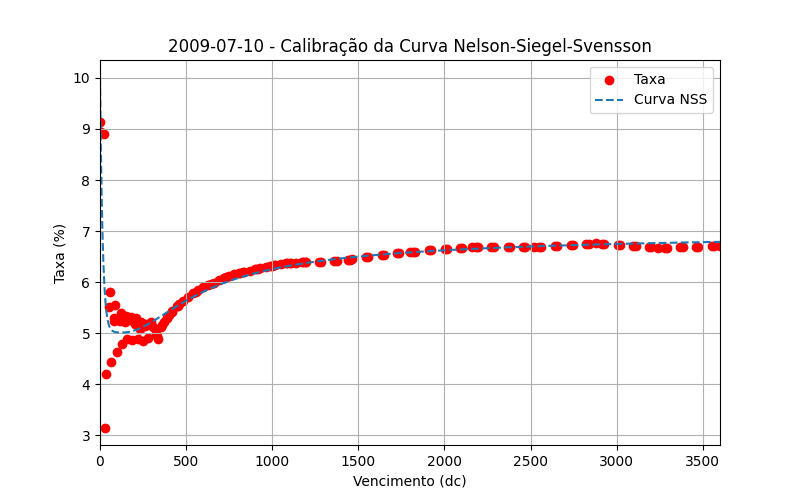 2009-07-10 - Calibração da Curva Nelson-Siegel-Svensson
Taxa
Curva NSS
Taxa (%)
10
9
8
7
6
5
4
3
0 500 1000 1500 2000 2500 3000 3500
Vencimento (dc)